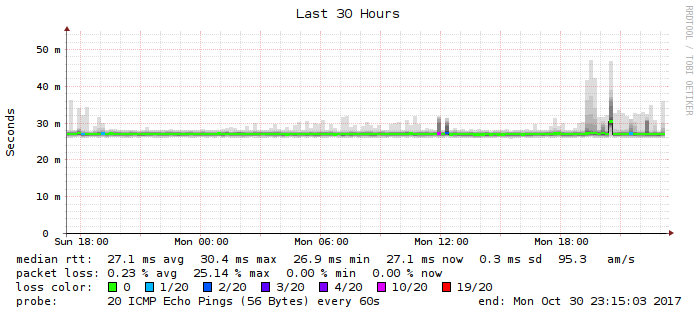 Last 30 Hours
RRDTOOL / TOBI OETIKER
Seconds
50 m
40 m
30 m
20 m
10 m
0
Sun 18:00 Mon 00:00 Mon 06:00 Mon 12:00 Mon 18:00
median rtt: 27.1 ms avg 30.4 ms max 26.9 ms min 27.1 ms now 0.3 ms sd 95.3 am/s
packet loss: 0.23 % avg 25.14 % max 0.00 % min 0.00 % now
loss color: 0 1/20 2/20 3/20 4/20 10/20 19/20
probe: 20 ICMP Echo Pings (56 Bytes) every 60s end: Mon Oct 30 23:15:03 2017